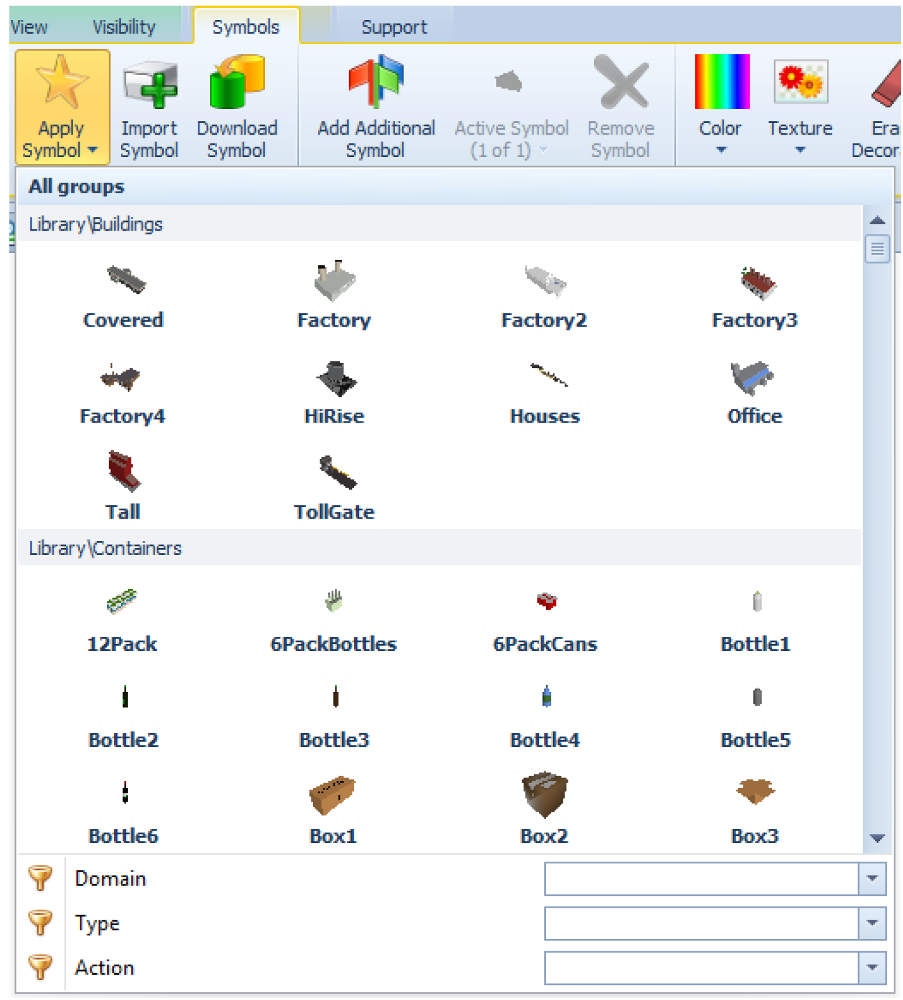 View Visibility Symbols Support
Apply Import Download Add Additional Active Symbol Remove Color Texture Era
Symbol Symbol Symbol Symbol (1 of 1) Symbol Decor
All groups
Library\Buildings
Covered Factory Factory2 Factory3
Factory4 HiRise Houses Office
Tall TollGate
Library\Containers
12Pack 6PackBottles 6PackCans Bottle1
Bottle2 Bottle3 Bottle4 Bottle5
Bottle6 Box1 Box2 Box3
Domain
Type
Action